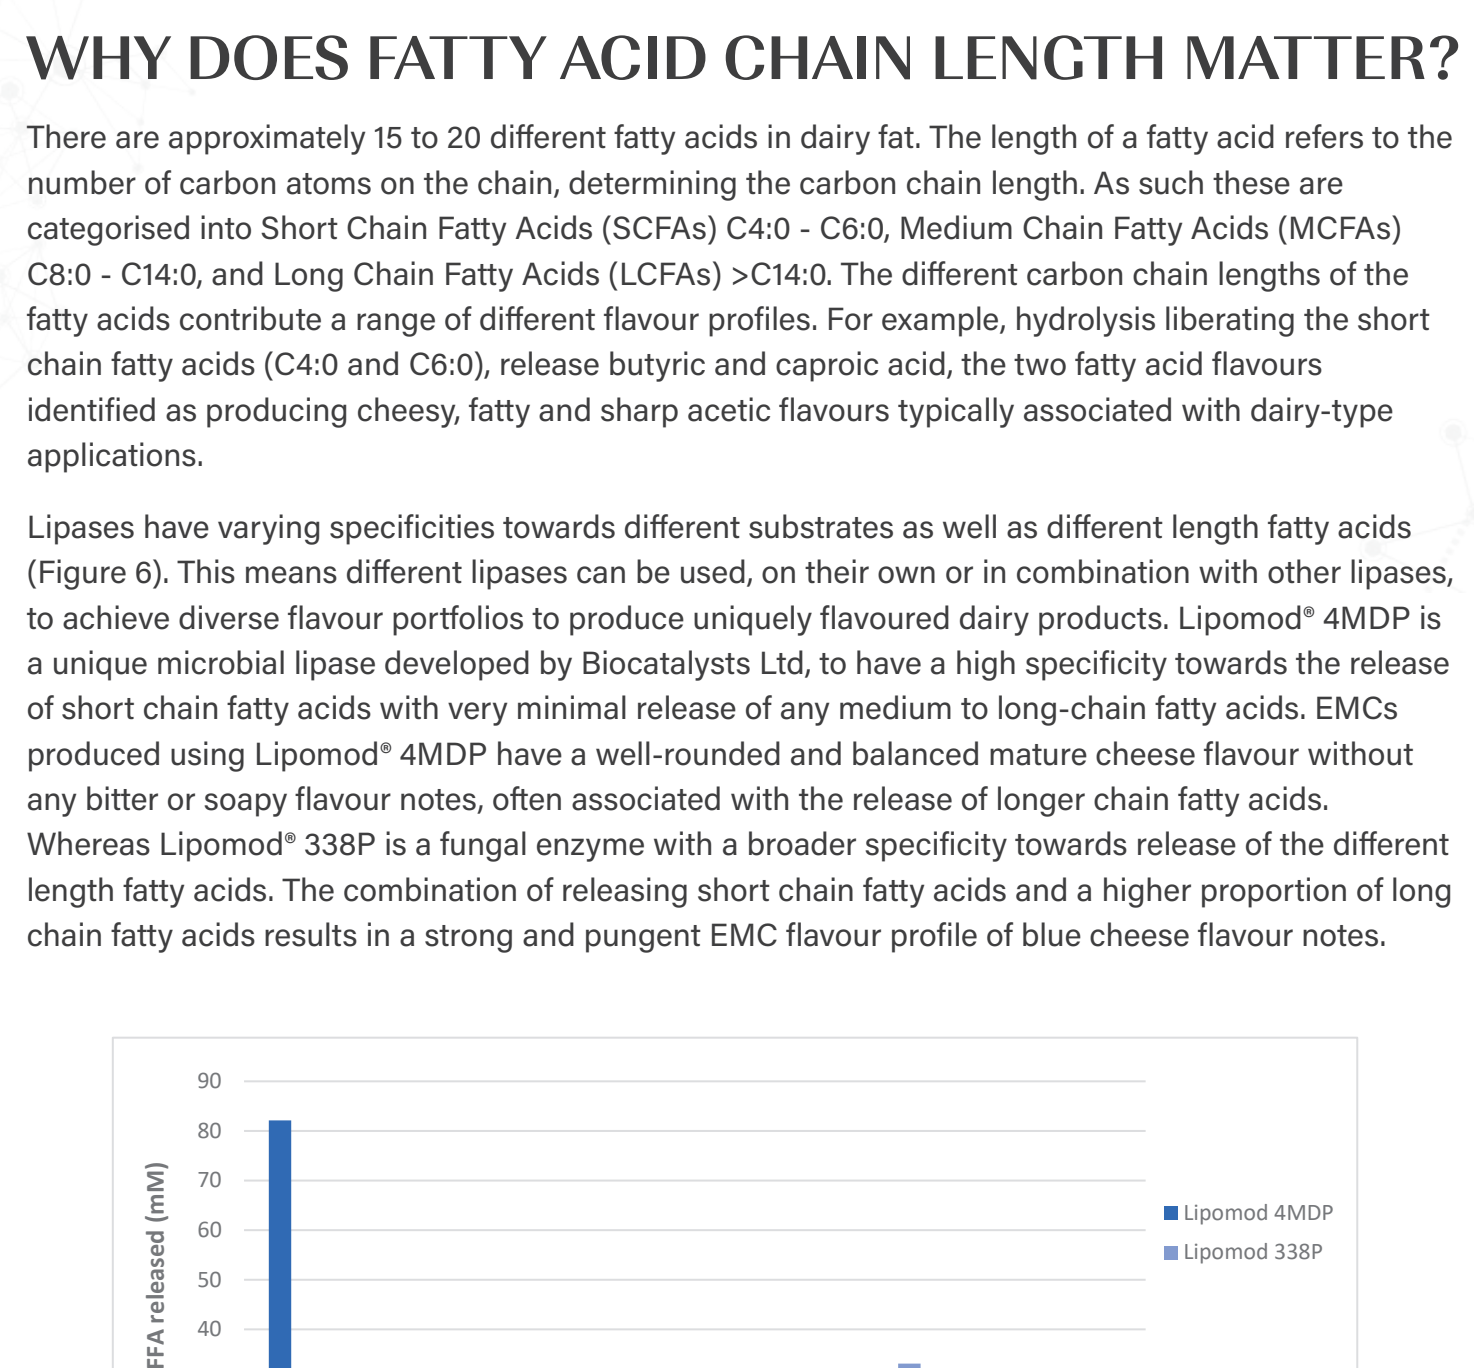 WHY DOES FATTY ACID CHAIN LENGTH MATTER?
There are approximately 15 to 20 different fatty acids in dairy fat. The length of a fatty acid refers to the
number of carbon atoms on the chain, determining the carbon chain length. As such these are
categorised into Short Chain Fatty Acids (SCFAs) C4:0 - C6:0, Medium Chain Fatty Acids (MCFAs)
C8:0 - C14:0, and Long Chain Fatty Acids (LCFAs) >C14:0. The different carbon chain lengths of the
fatty acids contribute a range of different flavour profiles. For example, hydrolysis liberating the short
chain fatty acids (C4:0 and C6:0), release butyric and caproic acid, the two fatty acid flavours
identified as producing cheesy, fatty and sharp acetic flavours typically associated with dairy-type
applications.
Lipases have varying specificities towards different substrates as well as different length fatty acids
(Figure 6). This means different lipases can be used, on their own or in combination with other lipases,
to achieve diverse flavour portfolios to produce uniquely flavoured dairy products. Lipomod® 4MDP is
a unique microbial lipase developed by Biocatalysts Ltd, to have a high specificity towards the release
of short chain fatty acids with very minimal release of any medium to long-chain fatty acids. EMCs
produced using Lipomod® 4MDP have a well-rounded and balanced mature cheese flavour without
any bitter or soapy flavour notes, often associated with the release of longer chain fatty acids.
Whereas Lipomod® 338P is a fungal enzyme with a broader specificity towards release of the different
length fatty acids. The combination of releasing short chain fatty acids and a higher proportion of long
chain fatty acids results in a strong and pungent EMC flavour profile of blue cheese flavour notes.
90
80
70
60
50
40
FFA released (mM)
Lipomod 4MDP
Lipomod 338P